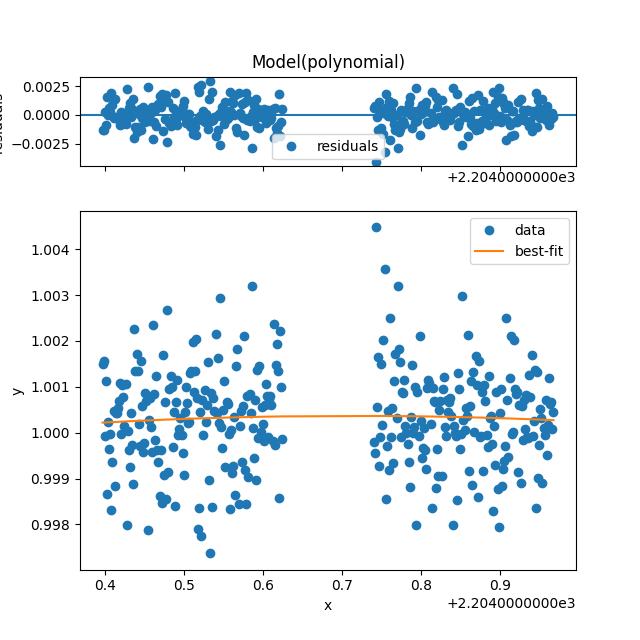 Model(polynomial)
0.0025
0.0000
−0.0025
residuals
+2.2040000000e3
1.004
1.003
1.002
1.001
1.000
0.999
0.998
y
data
best-fit
0.4
0.5
0.6
0.7
0.8
0.9
x
+2.2040000000e3